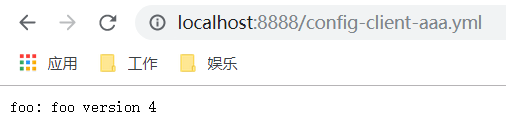 localhost:8888/config-client-aaa.yml
应用 工作 娱乐
foo: foo version 4